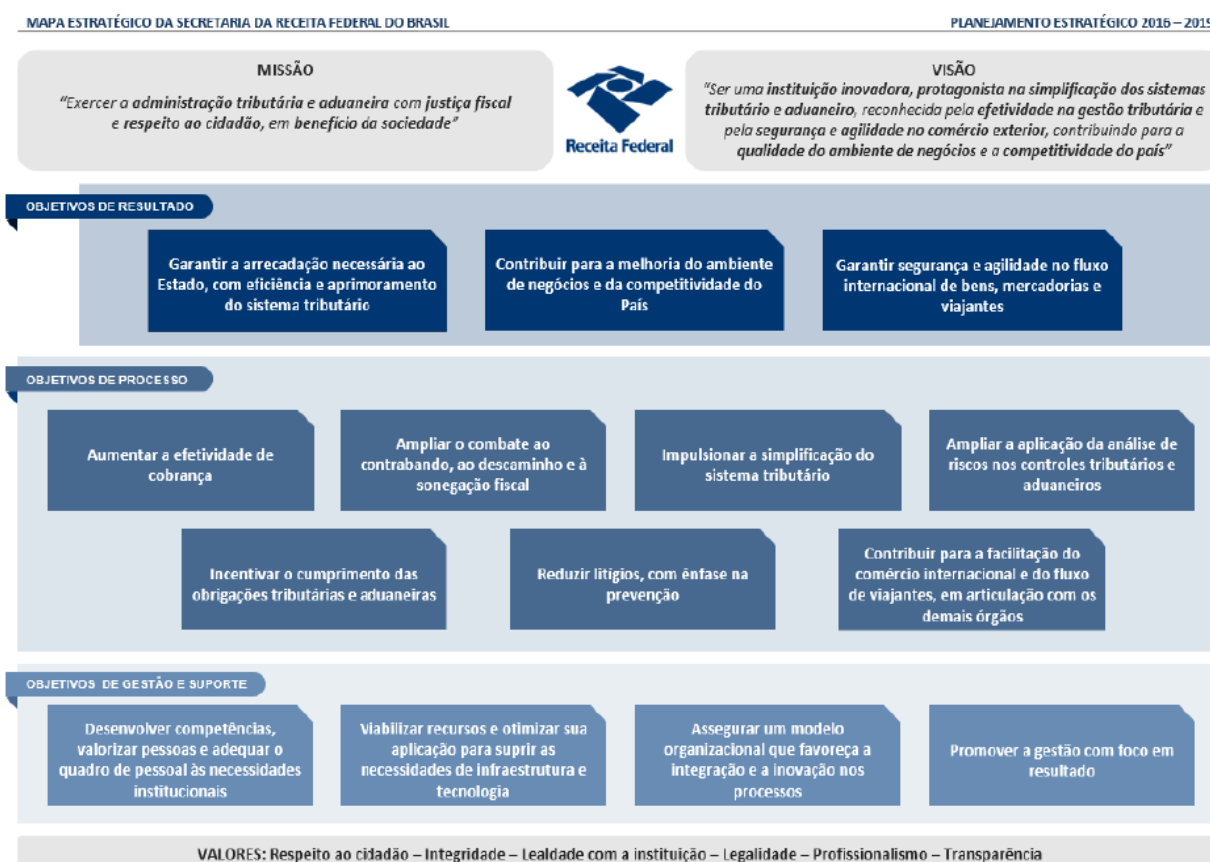 MAPA ESTRATÉGICO DA SECRETARIA DA RECEITA FEDERAL DO BRASIL
PLANEJAMENTO ESTRATÉGICO 2016 – 2019
MISSÃO
"Exercer a administração tributária e aduaneira com justiça fiscal
e respeito ao cidadão, em benefício da sociedade"
Receita Federal
VISÃO
"Ser uma instituição inovadora, protagonista na simplificação dos sistemas
tributário e aduaneiro, reconhecida pela efetividade na gestão tributária e
pela segurança e agilidade no comércio exterior, contribuindo para a
qualidade do ambiente de negócios e a competitividade do país"
OBJETIVOS DE RESULTADO
Garantir a arrecadação necessária ao
Estado, com eficiência e aprimoramento
do sistema tributário
Contribuir para a melhoria do ambiente
de negócios e da competitividade do
País
Garantir segurança e agilidade no fluxo
internacional de bens, mercadorias e
viajantes
OBJETIVOS DE PROCESSO
Aumentar a efetividade de
cobrança
Ampliar o combate ao
contrabando, ao descaminho e à
sonegação fiscal
Impulsionar a simplificação do
sistema tributário
Ampliar a aplicação da análise de
riscos nos controles tributários e
aduaneiros
Incentivar o cumprimento das
obrigações tributárias e aduaneiras
Reduzir litígios, com ênfase na
prevenção
Contribuir para a facilitação do
comércio internacional e do fluxo
de viajantes, em articulação com os
demais órgãos
OBJETIVOS DE GESTÃO E SUPORTE
Desenvolver competências,
valorizar pessoas e adequar o
quadro de pessoal às necessidades
institucionais
Viabilizar recursos e otimizar sua
aplicação para suprir as
necessidades de infraestrutura e
tecnologia
Assegurar um modelo
organizacional que favoreça a
integração e a inovação nos
processos
Promover a gestão com foco em
resultado
VALORES: Respeito ao cidadão – Integridade – Lealdade com a instituição – Legalidade – Profissionalismo – Transparência